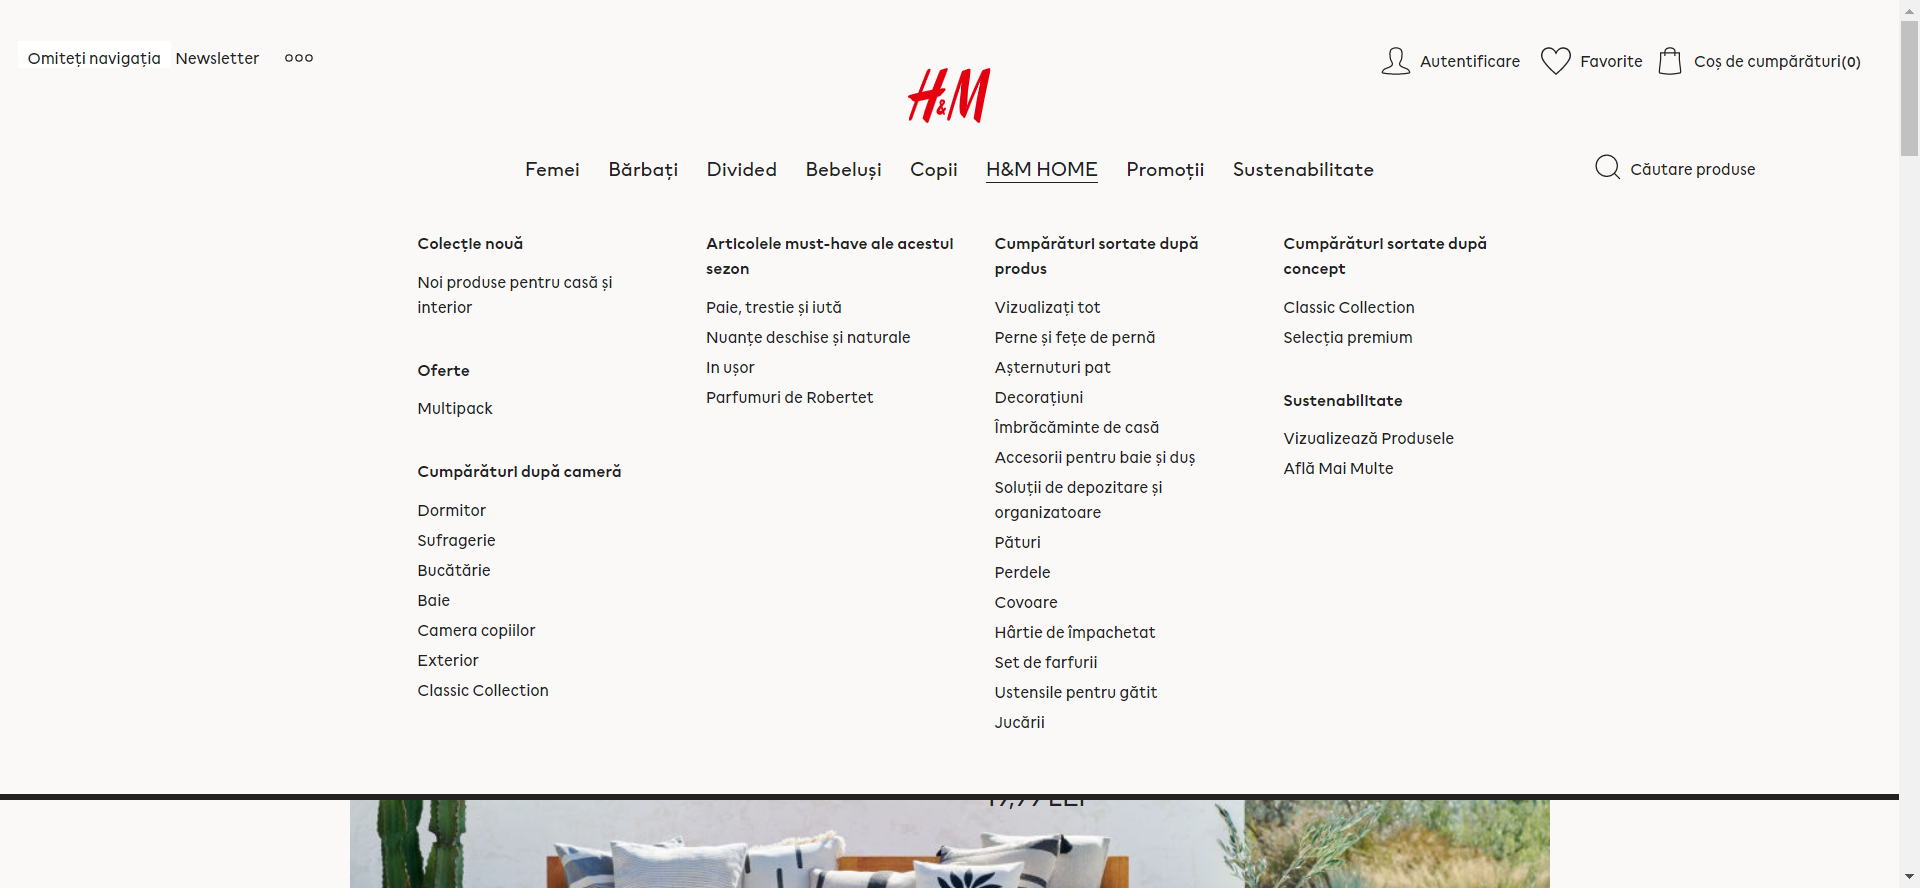 Omiteți navigația
Newsletter
Autentificare
Favorite
Coș de cumpărături(0)
H&M
Femei
Bărbați
Divided
Bebeluși
Copii
H&M HOME
Promoții
Sustenabilitate
Căutare produse
Colecție nouă
Noi produse pentru casă și
interior
Oferte
Multipack
Cumpărături după cameră
Dormitor
Sufragerie
Bucătărie
Baie
Camera copiilor
Exterior
Classic Collection
Articolele must-have ale acestui
sezon
Paie, trestie și iută
Nuanțe deschise și naturale
In ușor
Parfumuri de Robertet
Cumpărături sortate după
produs
Vizualizați tot
Perne și fețe de pernă
Așternuturi pat
Decorațiuni
Îmbrăcăminte de casă
Accesorii pentru baie și duș
Soluții de depozitare și
organizatoare
Pături
Perdele
Covoare
Hârtie de împachetat
Set de farfurii
Ustensile pentru gătit
Jucării
Cumpărături sortate după
concept
Classic Collection
Selecția premium
Sustenabilitate
Vizualizează Produsele
Află Mai Multe